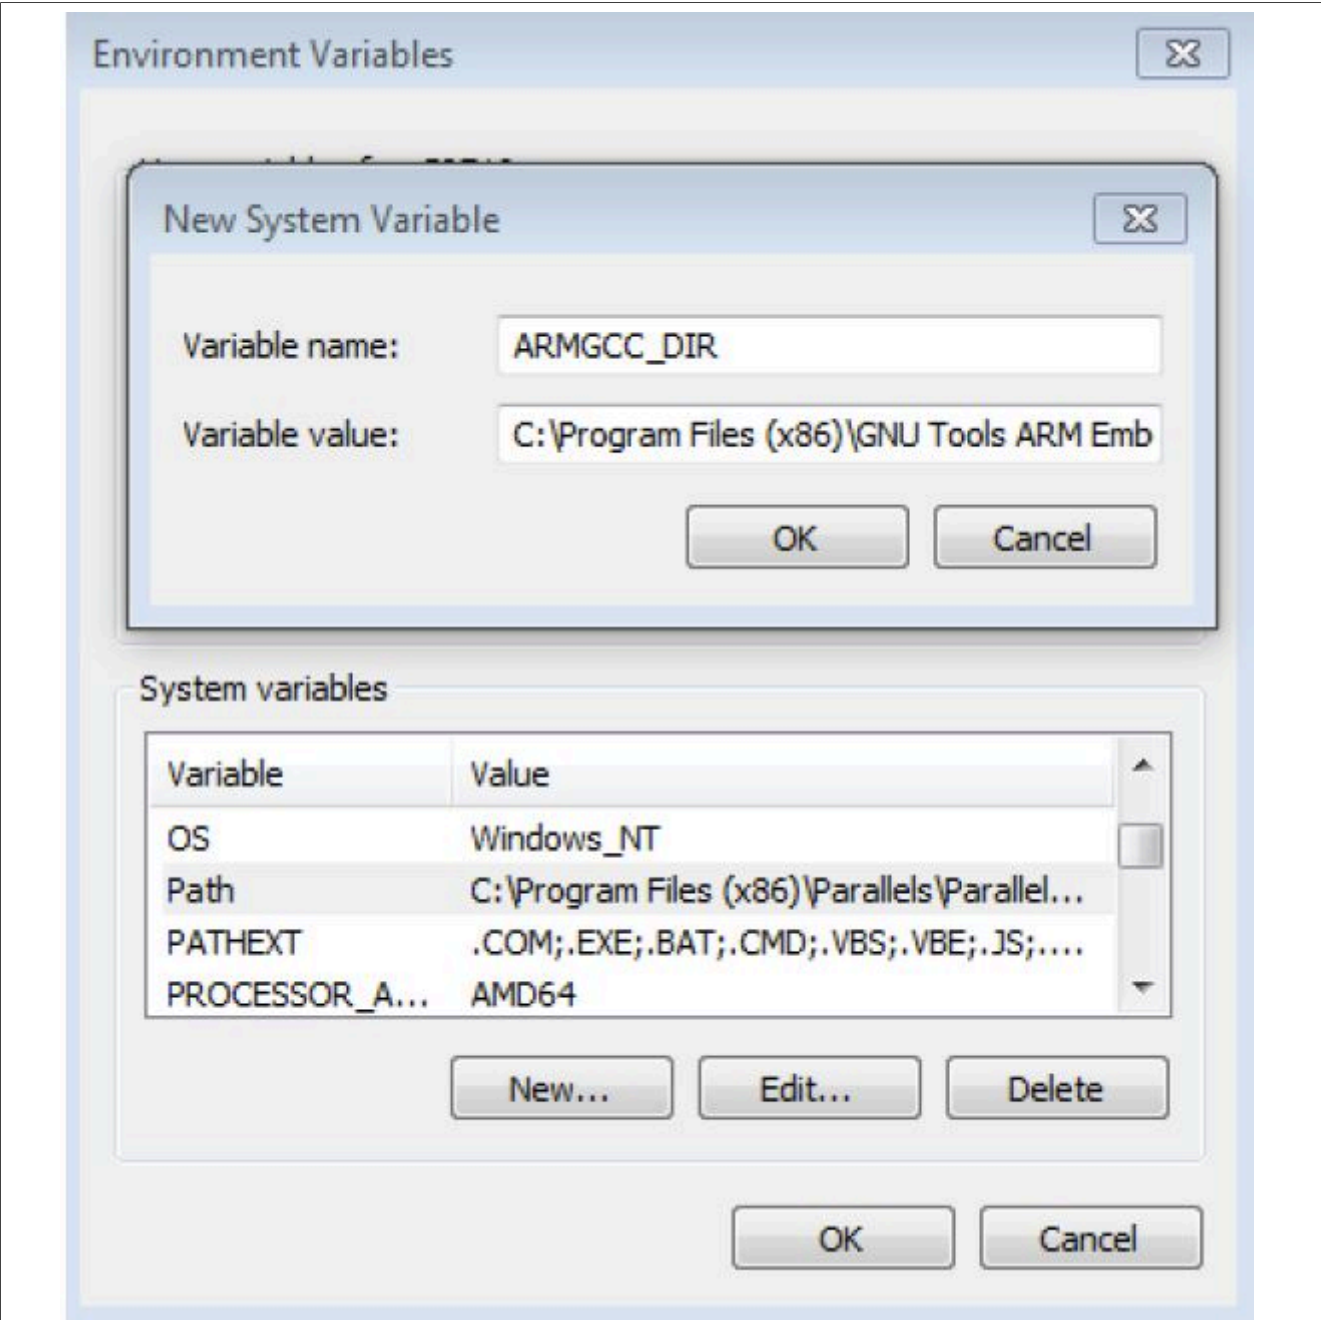 Environment Variables
New System Variable
Variable name: ARMGCC_DIR
Variable value: C:\Program Files (x86)\GNU Tools ARM Emb
OK Cancel
System variables
Variable Value
OS Windows_NT
Path C:\Program Files (x86)\Parallels\Parallel...
PATHEXT .COM;.EXE;.BAT;.CMD;.VBS;.VBE;.JS;....
PROCESSOR_A... AMD64
New... Edit... Delete
OK Cancel